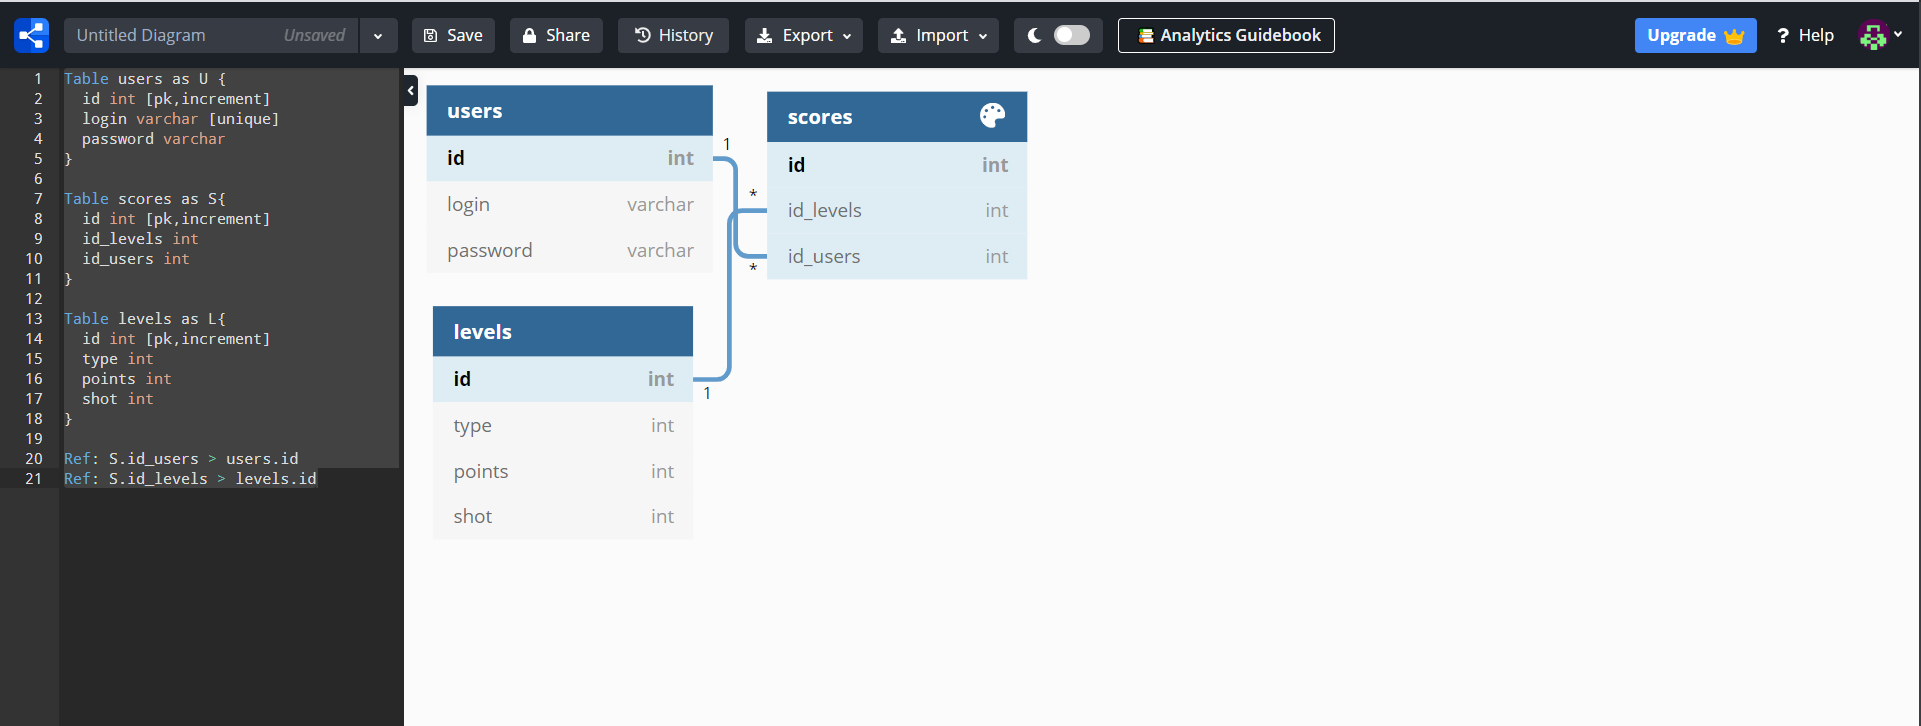 Untitled Diagram Unsaved Save Share History Export Import Analytics Guidebook Upgrade ? Help
1 Table users as U {
2 id int [pk,increment]
3 login varchar [unique]
4 password varchar
5 }
6
7 Table scores as S{
8 id int [pk,increment]
9 id_levels int
10 id_users int
11 }
12
13 Table levels as L{
14 id int [pk,increment]
15 type int
16 points int
17 shot int
18 }
19
20 Ref: S.id_users > users.id
21 Ref: S.id_levels > levels.id
users
id int
login varchar
password varchar
1
*
*
scores
id int
id_levels int
id_users int
levels
id int
type int
points int
shot int
1